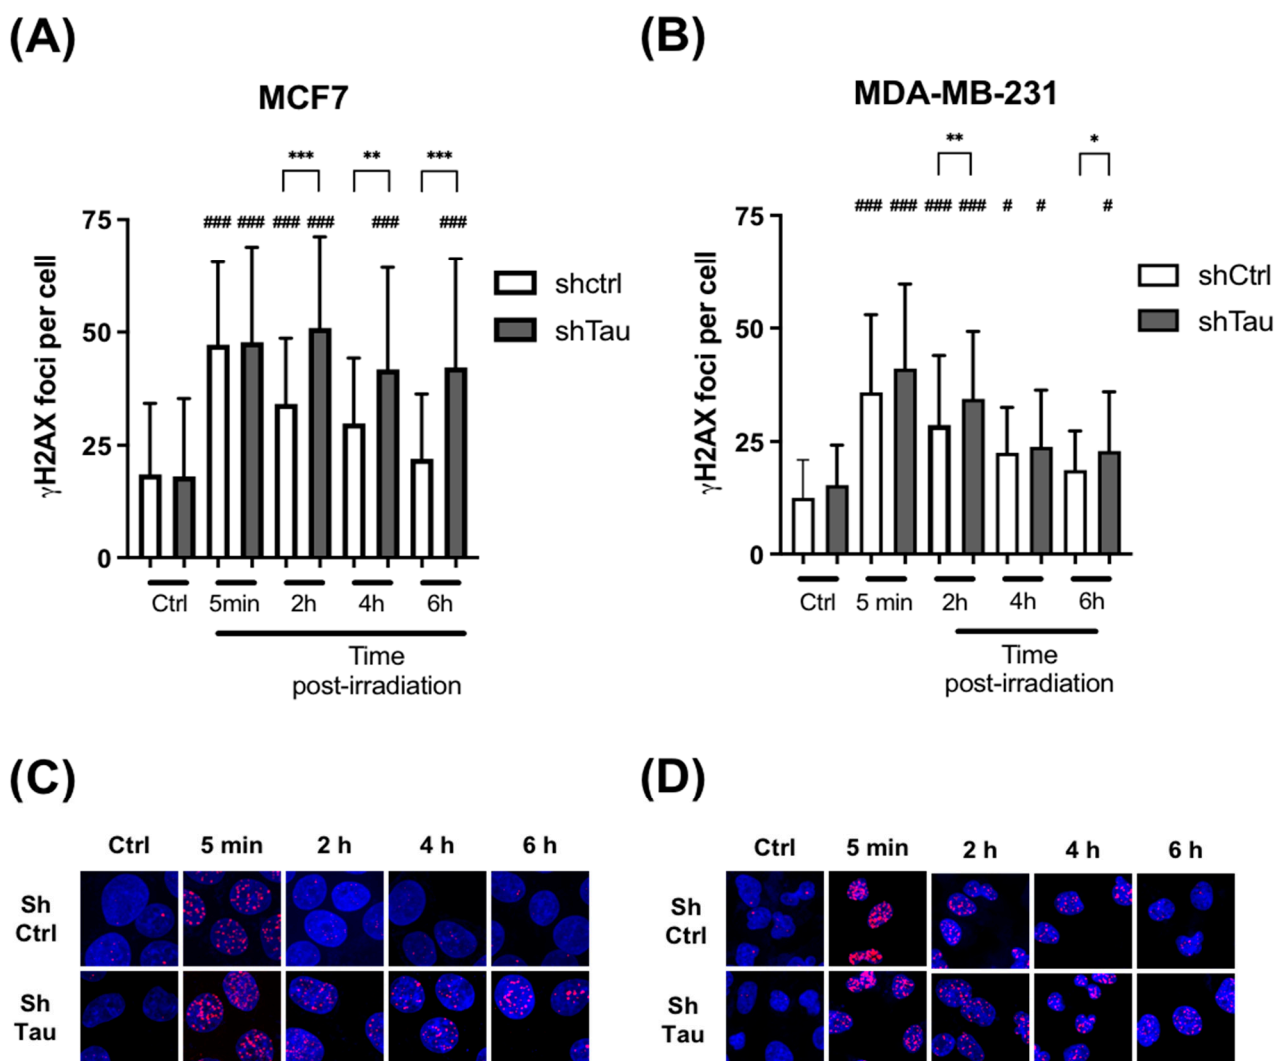 (A)
MCF7
*** ** ***
### ### ### ### ### ###
75
50
25
0
γH2AX foci per cell
shctrl
shTau
Ctrl 5min 2h 4h 6h
Time
post-irradiation
(B)
MDA-MB-231
** *
### ### ### ### # # #
75
50
25
0
γH2AX foci per cell
shCtrl
shTau
Ctrl 5 min 2h 4h 6h
Time
post-irradiation
(C)
Ctrl 5 min 2 h 4 h 6 h
Sh
Ctrl
Sh
Tau
(D)
Ctrl 5 min 2 h 4 h 6 h
Sh
Ctrl
Sh
Tau